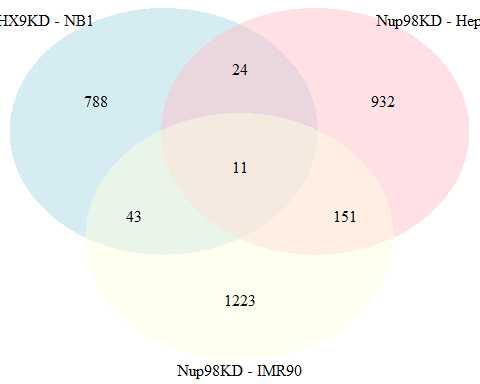 HX9KD - NB1
Nup98KD - Hep
24
788
932
11
43
151
1223
Nup98KD - IMR90